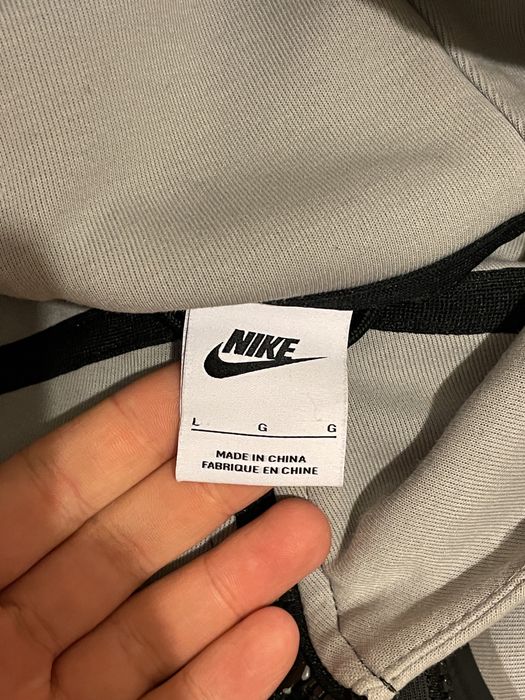 NIKE
L G G
MADE IN CHINA
FABRIQUE EN CHINE